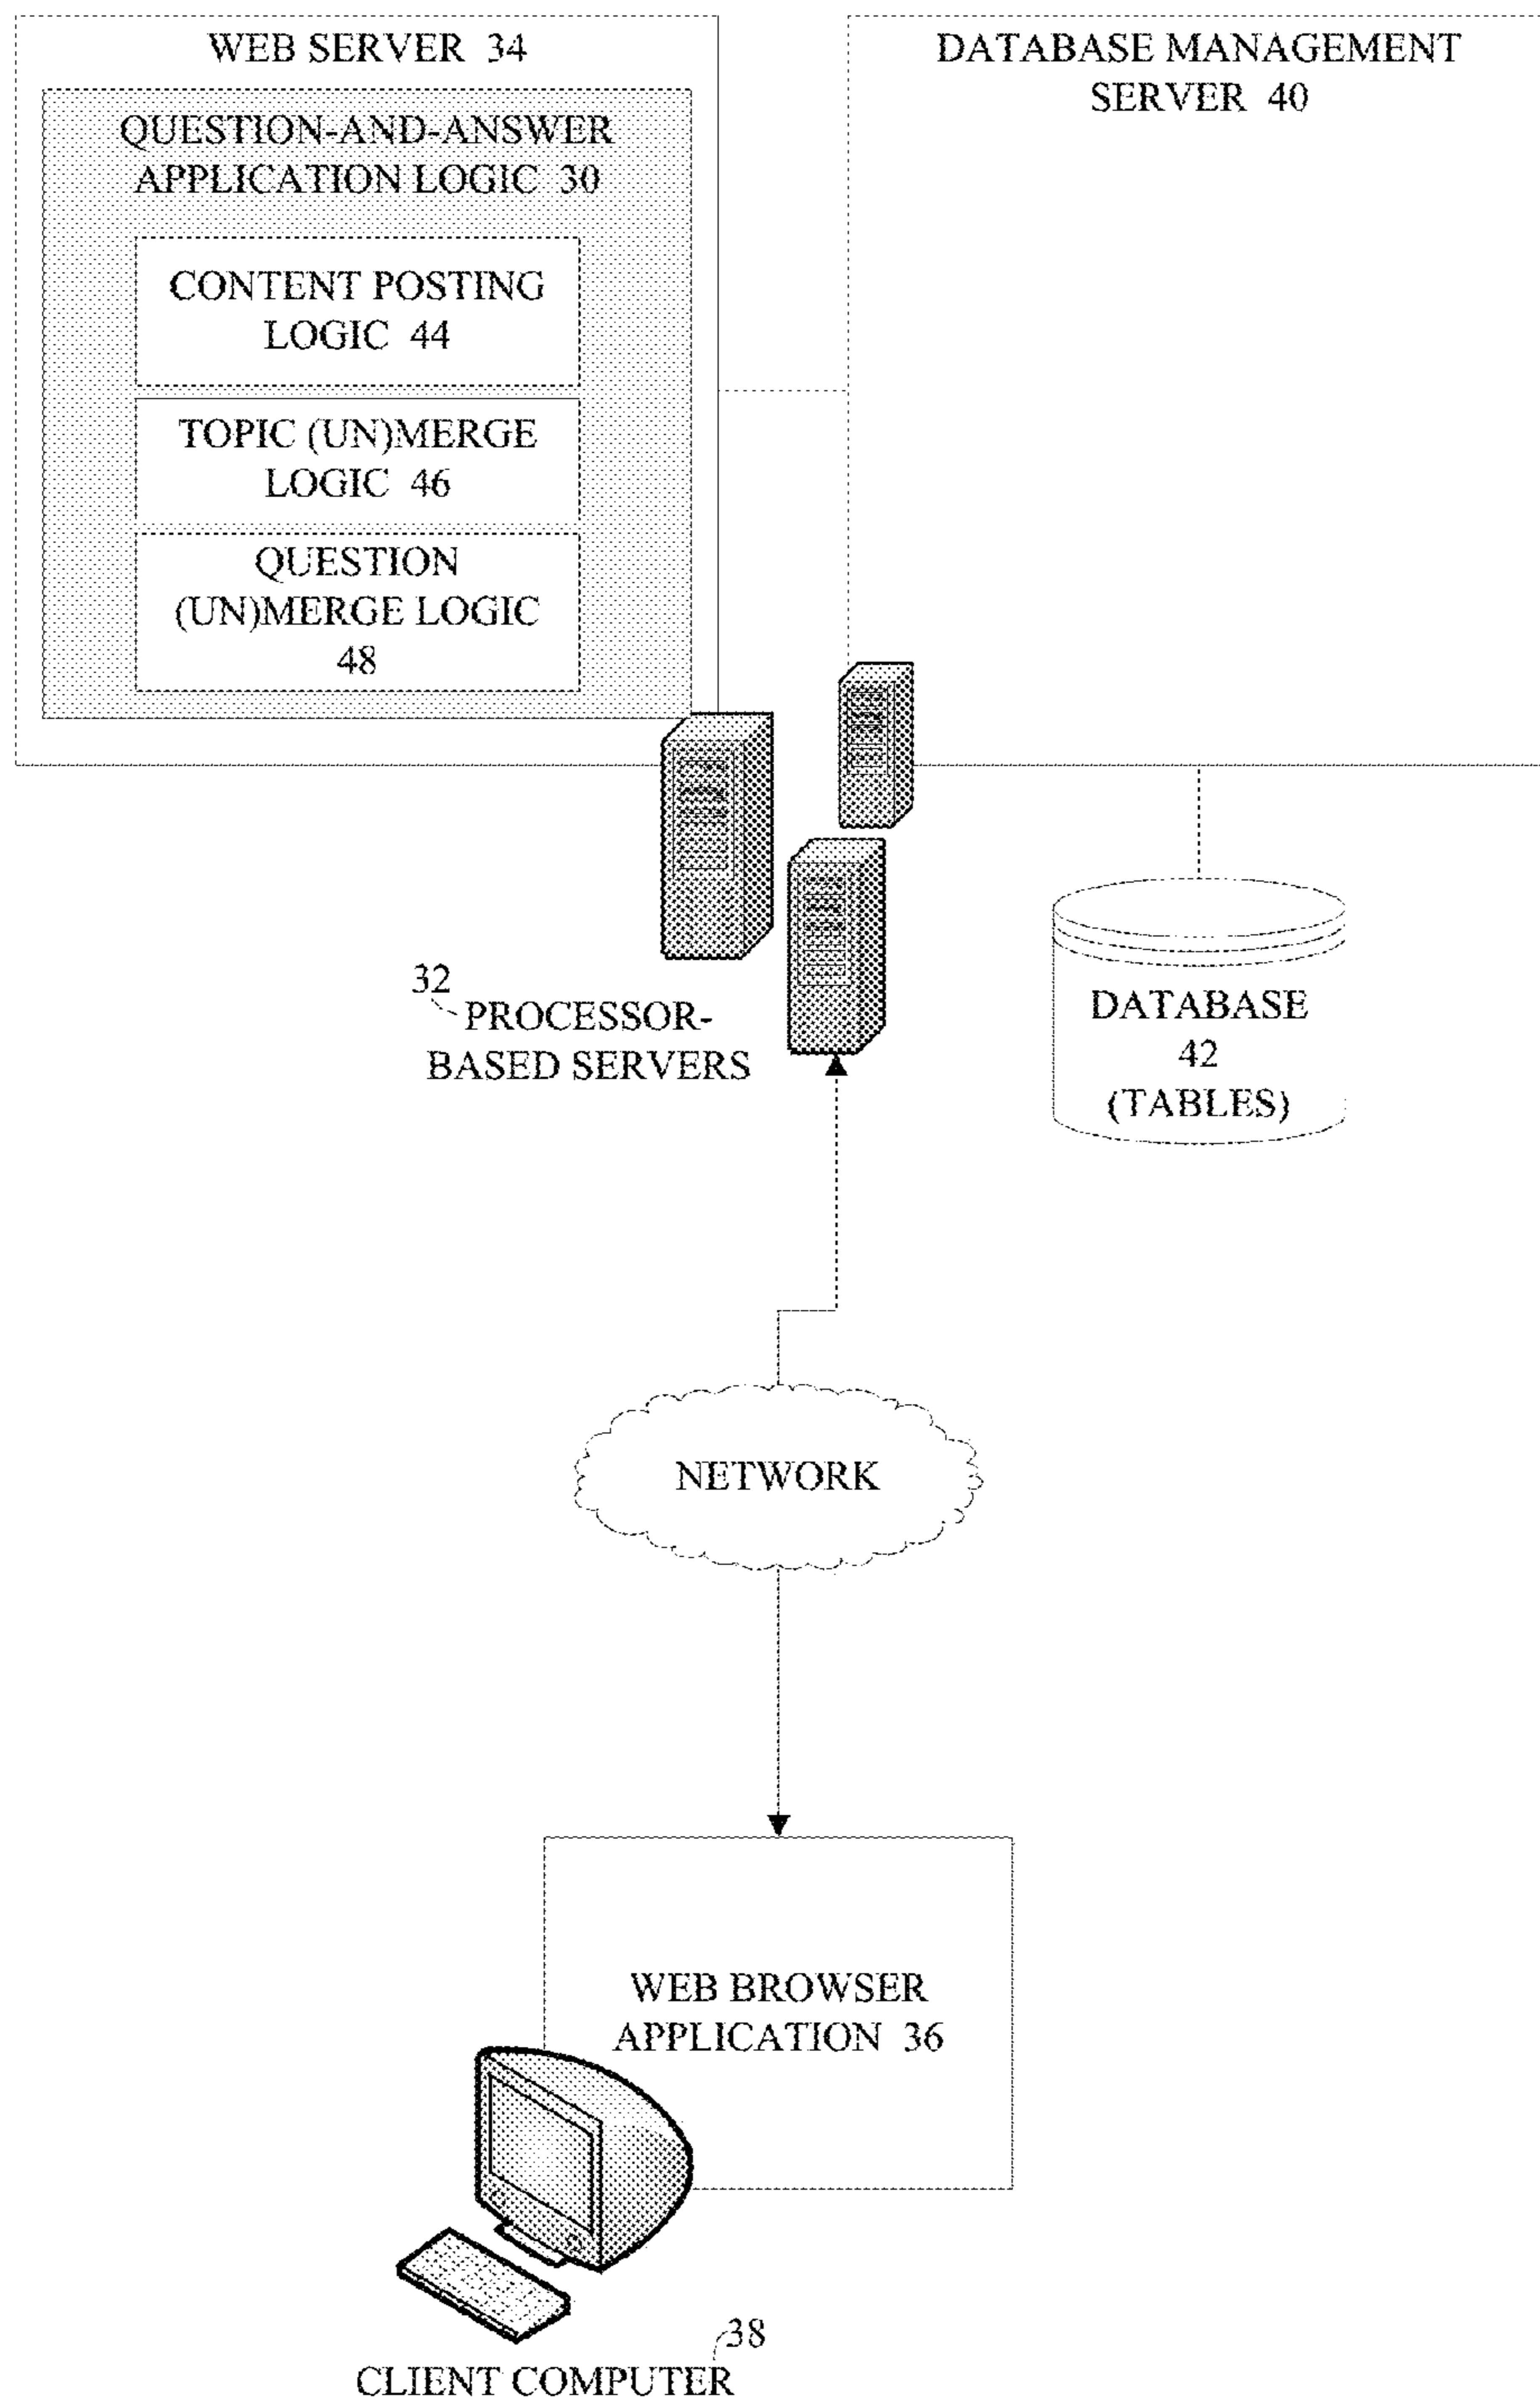 WEB SERVER 34
QUESTION-AND-ANSWER
APPLICATION LOGIC 30
CONTENT POSTING
LOGIC 44
TOPIC (UN)MERGE
LOGIC 46
QUESTION
(UN)MERGE LOGIC
48
DATABASE MANAGEMENT
SERVER 40
32
PROCESSOR-
BASED SERVERS
DATABASE
42
(TABLES)
NETWORK
WEB BROWSER
APPLICATION 36
38
CLIENT COMPUTER